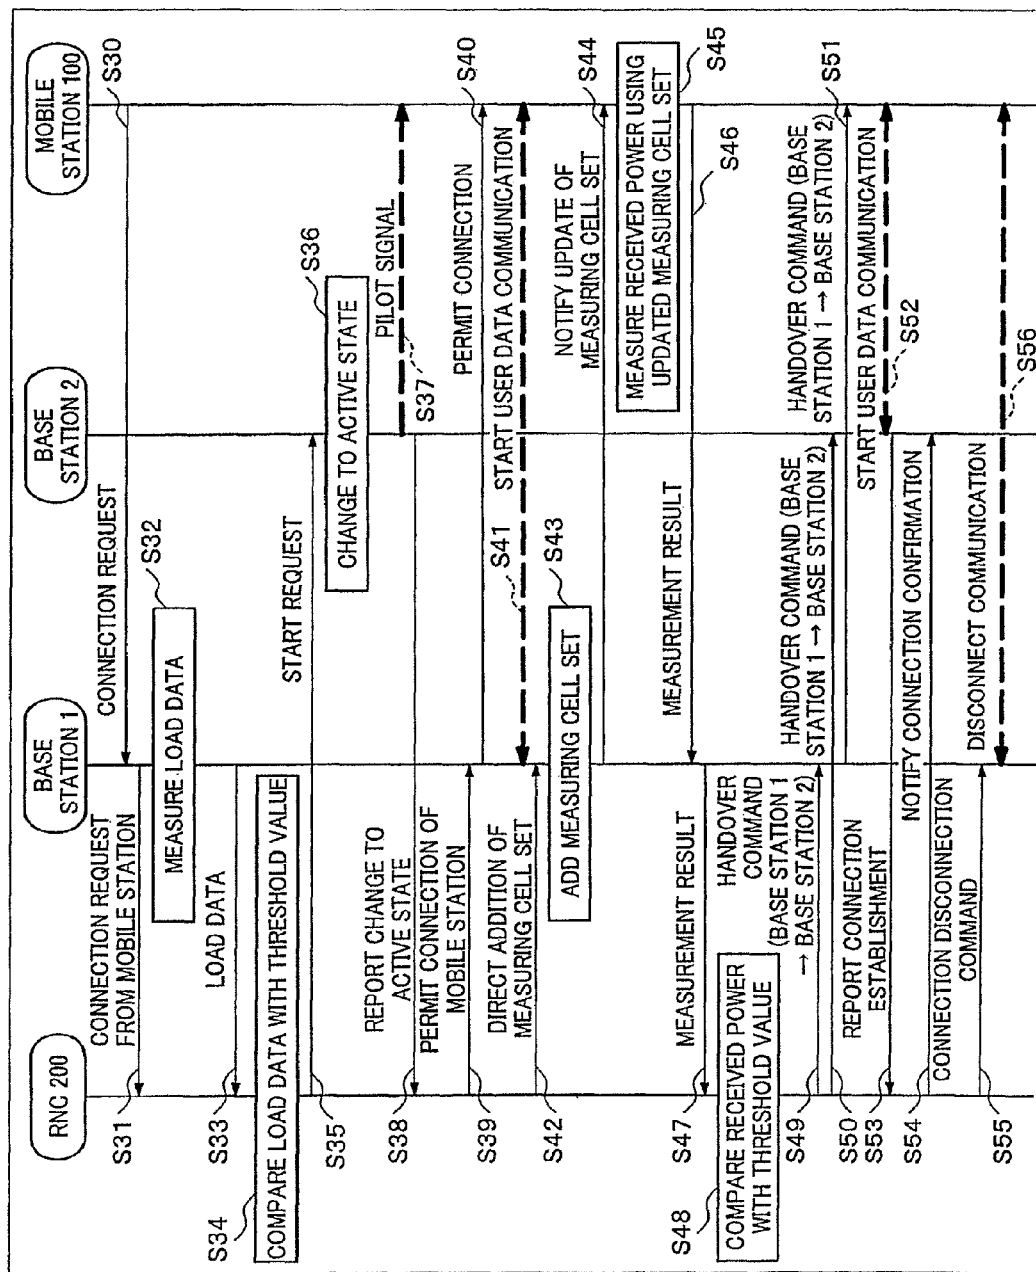 RNC 200
BASE
STATION 1
BASE
STATION 2
MOBILE
STATION 100
CONNECTION REQUEST
S30
S31
CONNECTION REQUEST
FROM MOBILE STATION
MEASURE LOAD DATA
S32
S33
LOAD DATA
S34
COMPARE LOAD DATA WITH THRESHOLD VALUE
S35
START REQUEST
CHANGE TO ACTIVE STATE
S36
PILOT SIGNAL
S37
S38
REPORT CHANGE TO
ACTIVE STATE
S39
PERMIT CONNECTION OF
MOBILE STATION
PERMIT CONNECTION
S40
START USER DATA COMMUNICATION
S41
S42
DIRECT ADDITION OF
MEASURING CELL SET
ADD MEASURING CELL SET
S43
NOTIFY UPDATE OF
MEASURING CELL SET
S44
MEASURE RECEIVED POWER USING
UPDATED MEASURING CELL SET
S45
MEASUREMENT RESULT
S46
S47
MEASUREMENT RESULT
S48
COMPARE RECEIVED POWER
WITH THRESHOLD VALUE
S49
HANDOVER
COMMAND
(BASE STATION 1
→ BASE STATION 2)
S50
HANDOVER COMMAND (BASE
STATION 1 → BASE STATION 2)
HANDOVER COMMAND (BASE
STATION 1 → BASE STATION 2)
S51
START USER DATA COMMUNICATION
S52
S53
REPORT CONNECTION
ESTABLISHMENT
S54
NOTIFY CONNECTION CONFIRMATION
S55
CONNECTION DISCONNECTION
COMMAND
DISCONNECT COMMUNICATION
S56